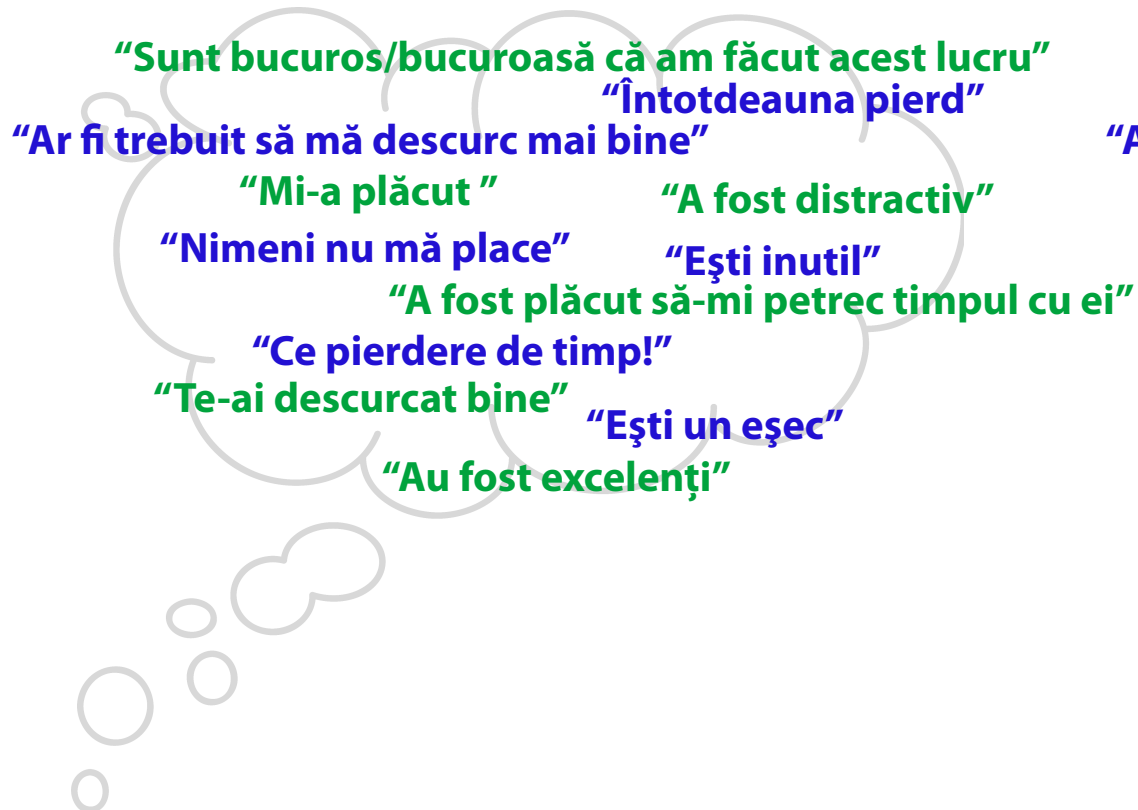 “Sunt bucuros/bucuroasă că am făcut acest lucru”
“Întotdeauna pierd”
“Ar fi trebuit să mă descurc mai bine”
“Mi-a plăcut ”
“A fost distractiv”
“Nimeni nu mă place”
“Eşti inutil”
“A fost plăcut să-mi petrec timpul cu ei”
“Ce pierdere de timp!”
“Te-ai descurcat bine”
“Eşti un eşec”
“Au fost excelenți”